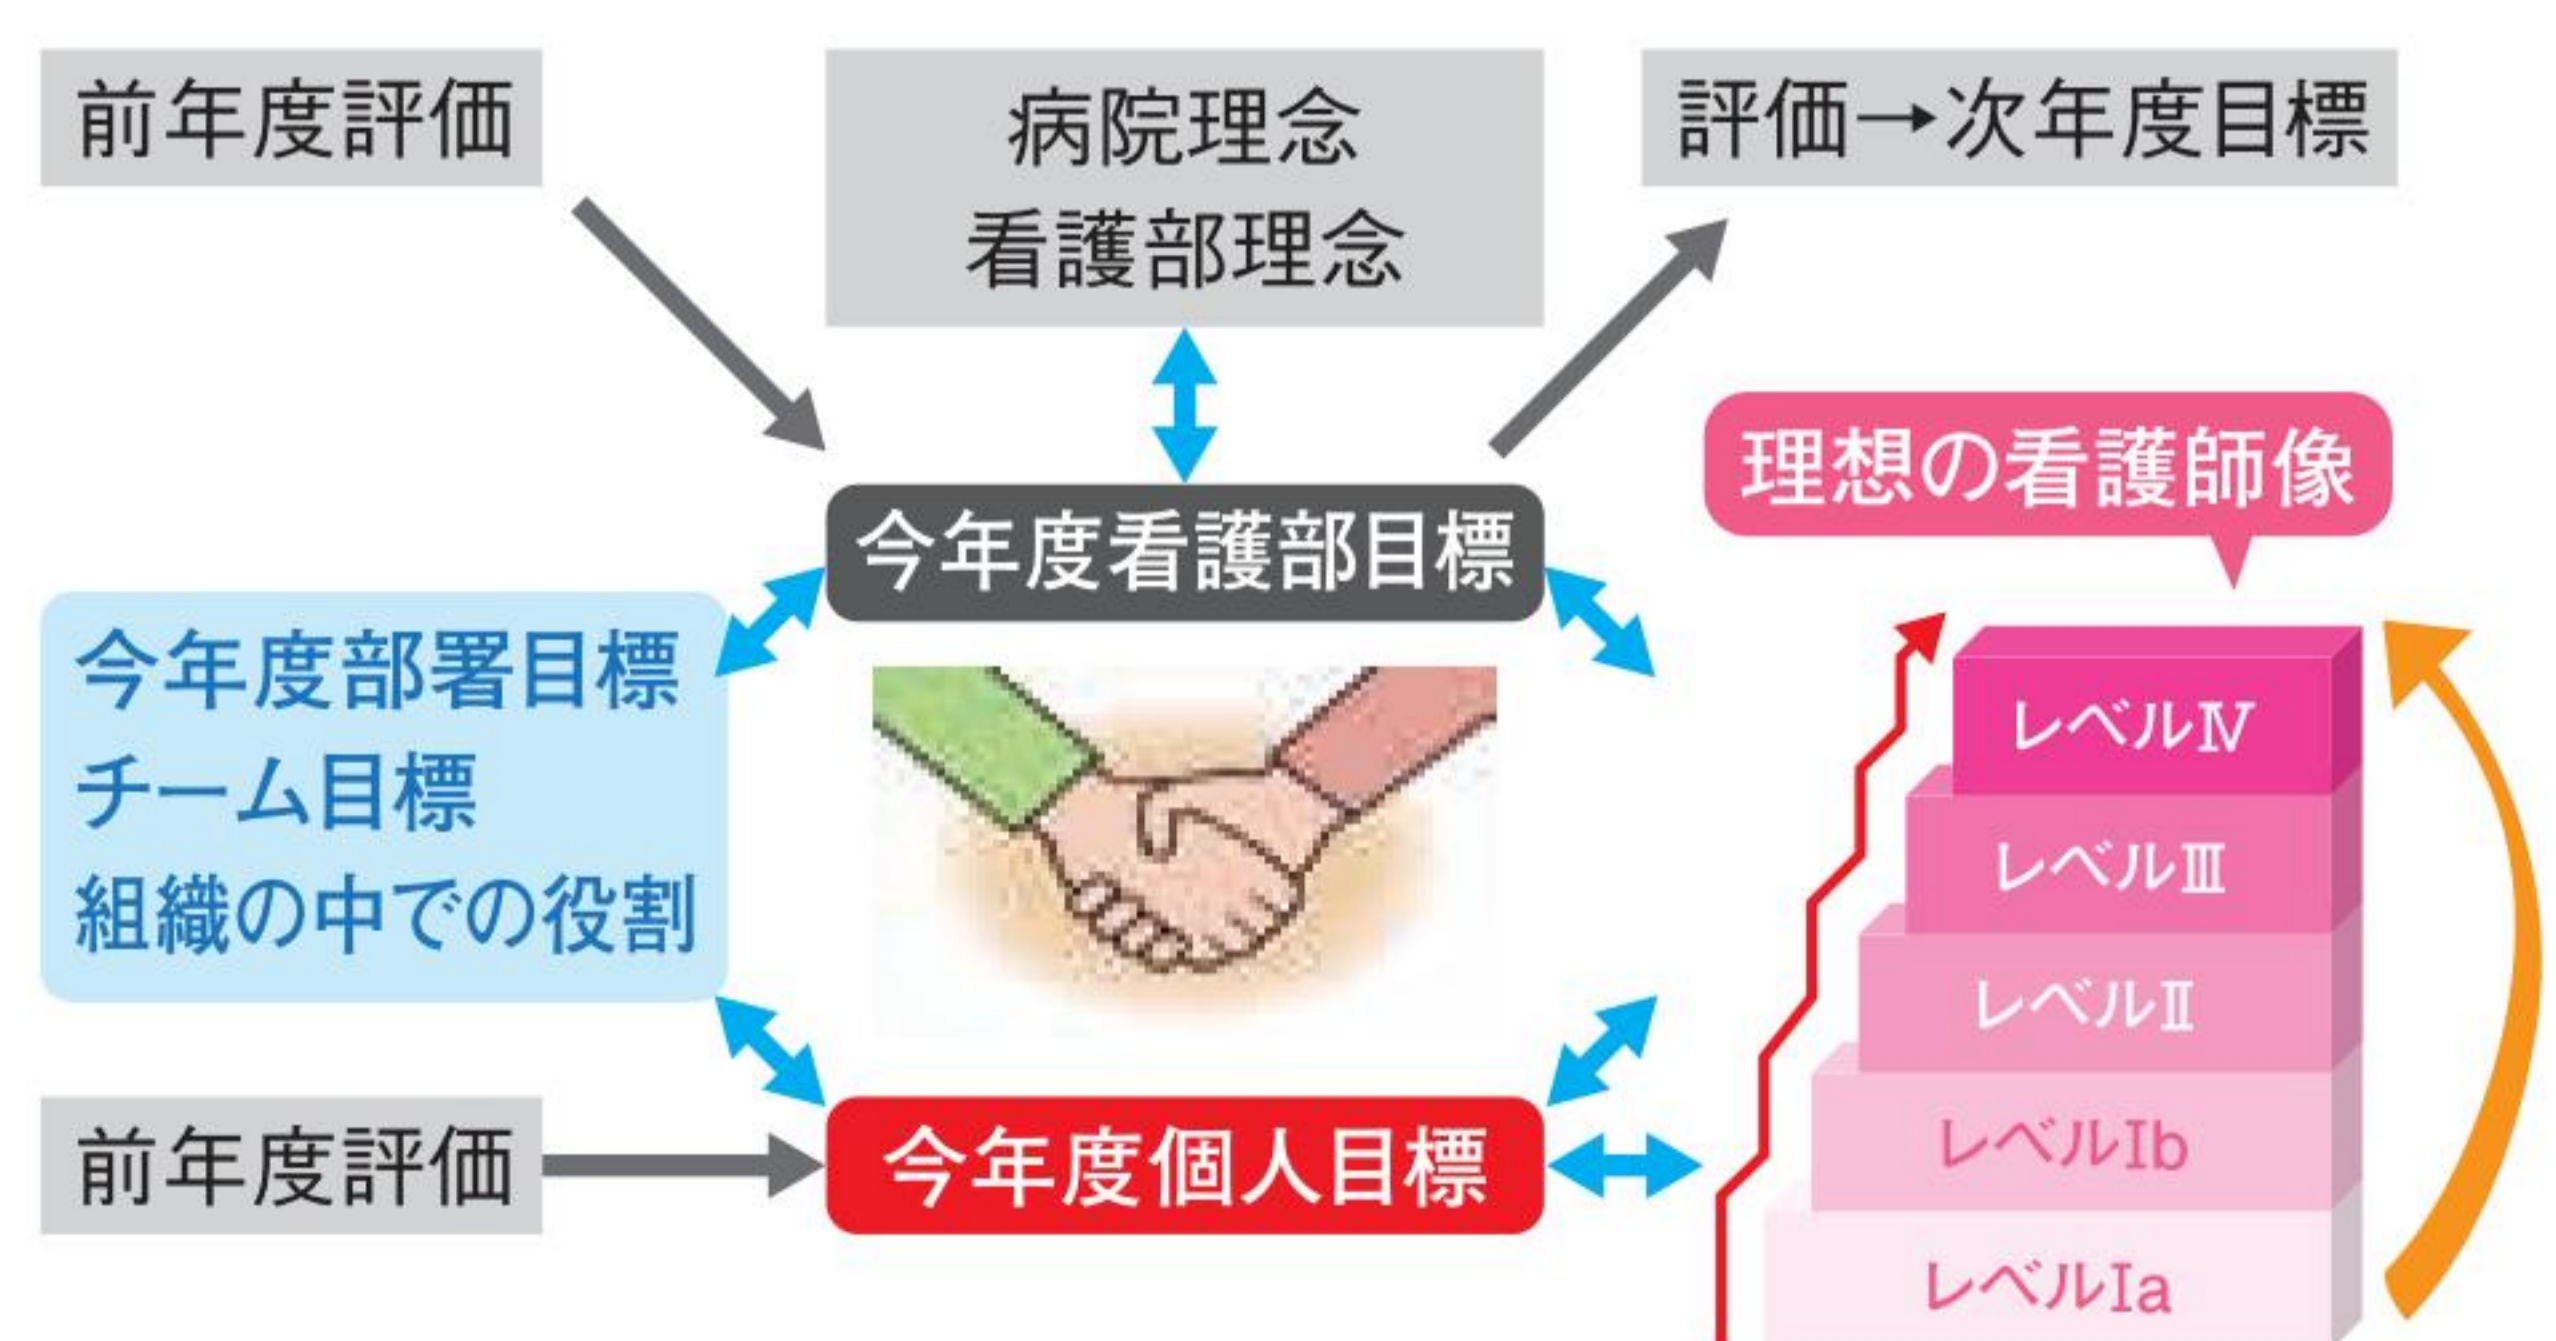 前年度評価
病院理念
看護部理念
評価→次年度目標
今年度看護部目標
理想の看護師像
今年度部署目標
チーム目標
組織の中での役割
レベルⅣ
レベルⅢ
レベルⅡ
レベルⅠb
レベルⅠa
前年度評価
今年度個人目標